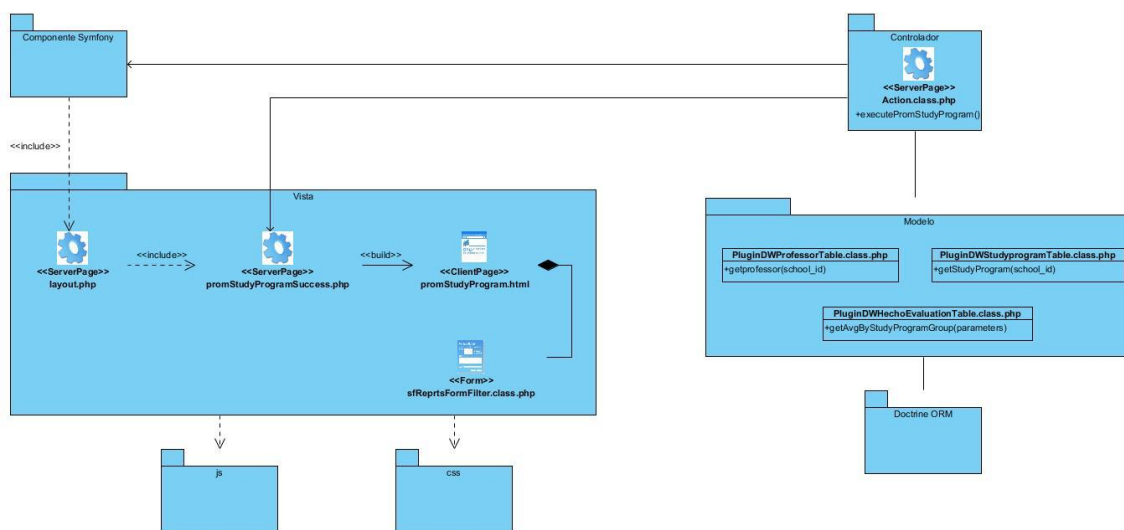 Componente Symfony
Controlador
<<ServerPage>>
Action.class.php
+executePromStudyProgram()
<<include>>
Vista
<<ServerPage>>
layout.php
<<include>>
<<ServerPage>>
promStudyProgramSuccess.php
<<build>>
<<ClientPage>>
promStudyProgram.html
<<Form>>
sfReprtsFormFilter.class.php
Modelo
PluginDWProfessorTable.class.php
+getprofessor(school_id)
PluginDWStudyprogramTable.class.php
+getStudyProgram(school_id)
PluginDWHechoEvaluationTable.class.php
+getAvgByStudyProgramGroup(parameters)
js
css
Doctrine ORM